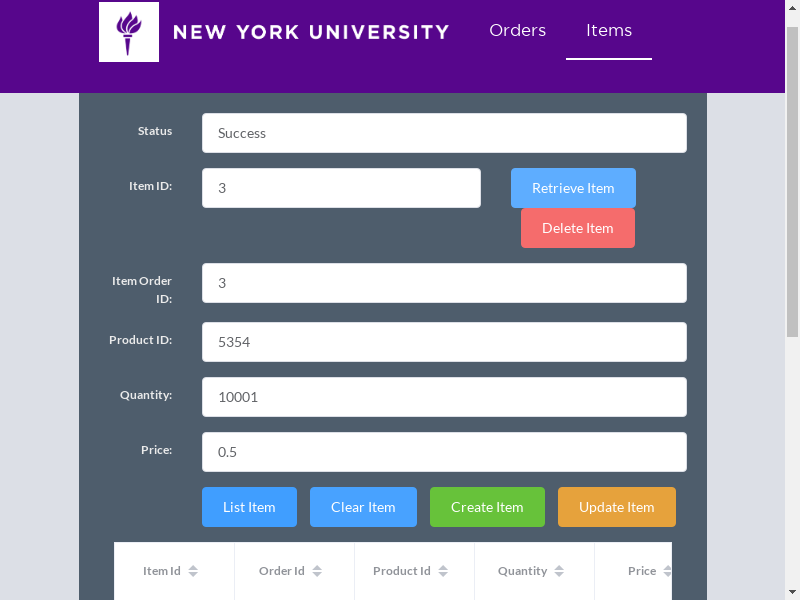 NEW YORK UNIVERSITY
Orders
Items
Status
Success
Item ID:
3
Retrieve Item
Delete Item
Item Order
ID:
3
Product ID:
5354
Quantity:
10001
Price:
0.5
List Item
Clear Item
Create Item
Update Item
Item Id
Order Id
Product Id
Quantity
Price